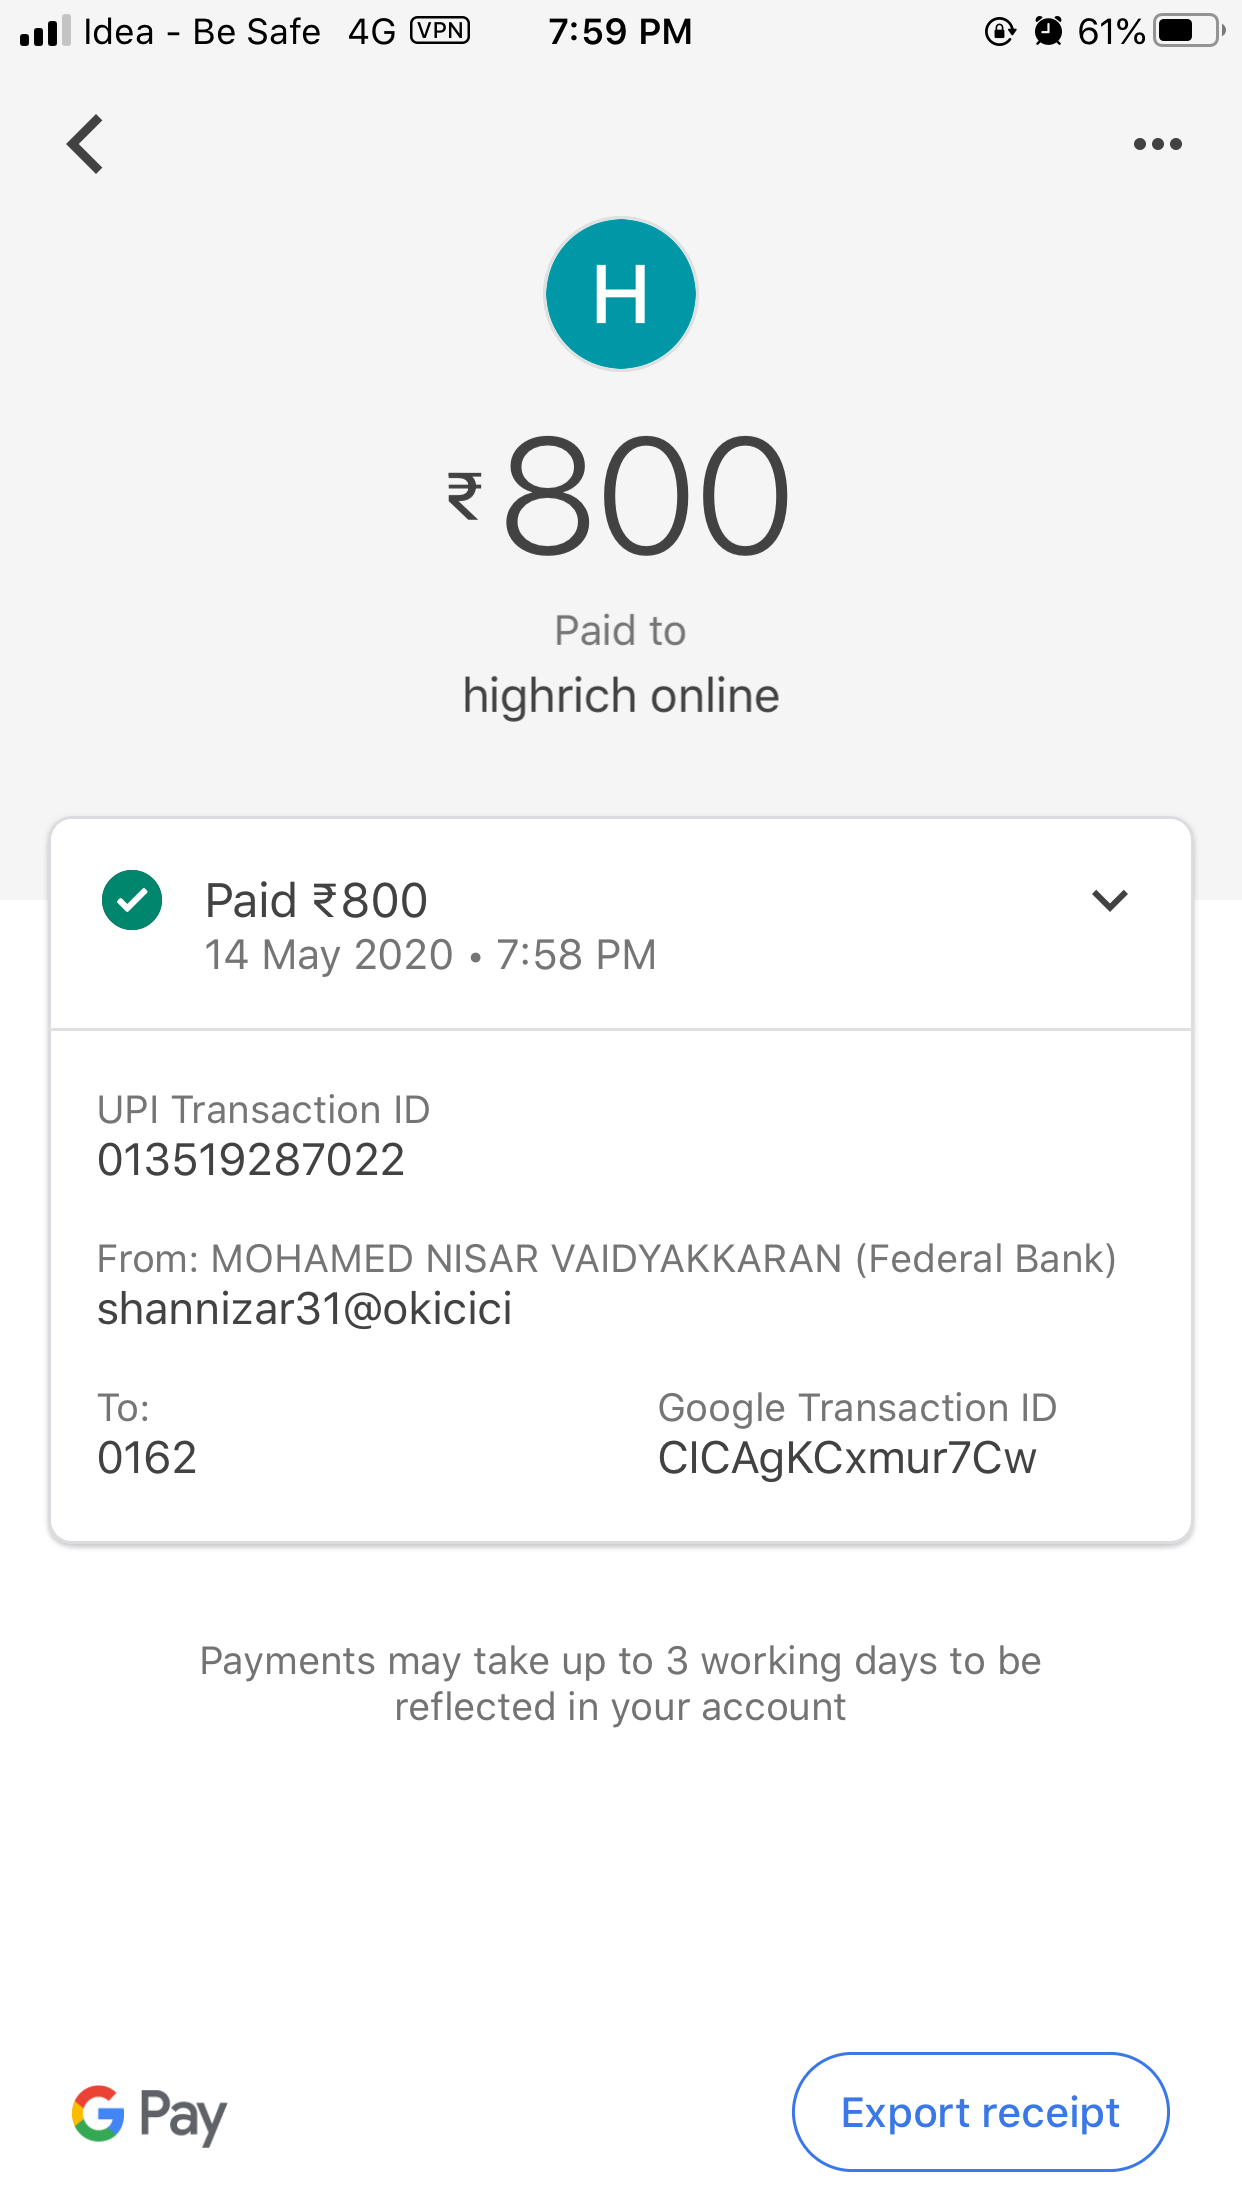 Idea - Be Safe 4G VPN 7:59 PM 61%
H
₹800
Paid to
highrich online
Paid ₹800
14 May 2020 • 7:58 PM
UPI Transaction ID
013519287022
From: MOHAMED NISAR VAIDYAKKARAN (Federal Bank)
shannizar31@okicici
To: Google Transaction ID
0162 CICAgKCxmur7Cw
Payments may take up to 3 working days to be
reflected in your account
G Pay Export receipt